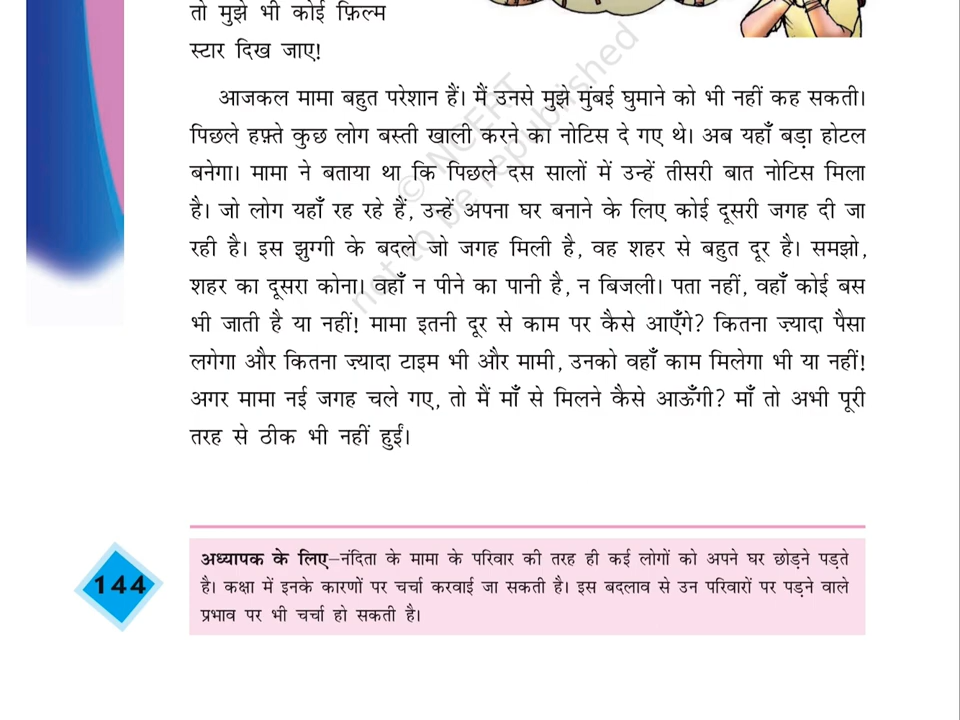 तो मुझे भी कोई फ़िल्म
स्टार दिख जाए!
आजकल मामा बहुत परेशान हैं। मैं उनसे मुझे मुंबई घुमाने को भी नहीं कह सकती।
पिछले हफ़्ते कुछ लोग बस्ती खाली करने का नोटिस दे गए थे। अब यहाँ बड़ा होटल
बनेगा। मामा ने बताया था कि पिछले दस सालों में उन्हें तीसरी बात नोटिस मिला
है। जो लोग यहाँ रह रहे हैं, उन्हें अपना घर बनाने के लिए कोई दूसरी जगह दी जा
रही है। इस झुग्गी के बदले जो जगह मिली है, वह शहर से बहुत दूर है। समझो,
शहर का दूसरा कोना। वहाँ न पीने का पानी है, न बिजली। पता नहीं, वहाँ कोई बस
भी जाती है या नहीं! मामा इतनी दूर से काम पर कैसे आएँगे? कितना ज़्यादा पैसा
लगेगा और कितना ज़्यादा टाइम भी और मामी, उनको वहाँ काम मिलेगा भी या नहीं!
अगर मामा नई जगह चले गए, तो मैं माँ से मिलने कैसे आऊँगी? माँ तो अभी पूरी
तरह से ठीक भी नहीं हुईं।
© NCERT
not to be republished
अध्यापक के लिए–नंदिता के मामा के परिवार की तरह ही कई लोगों को अपने घर छोड़ने पड़ते
है। कक्षा में इनके कारणों पर चर्चा करवाई जा सकती है। इस बदलाव से उन परिवारों पर पड़ने वाले
प्रभाव पर भी चर्चा हो सकती है।
144